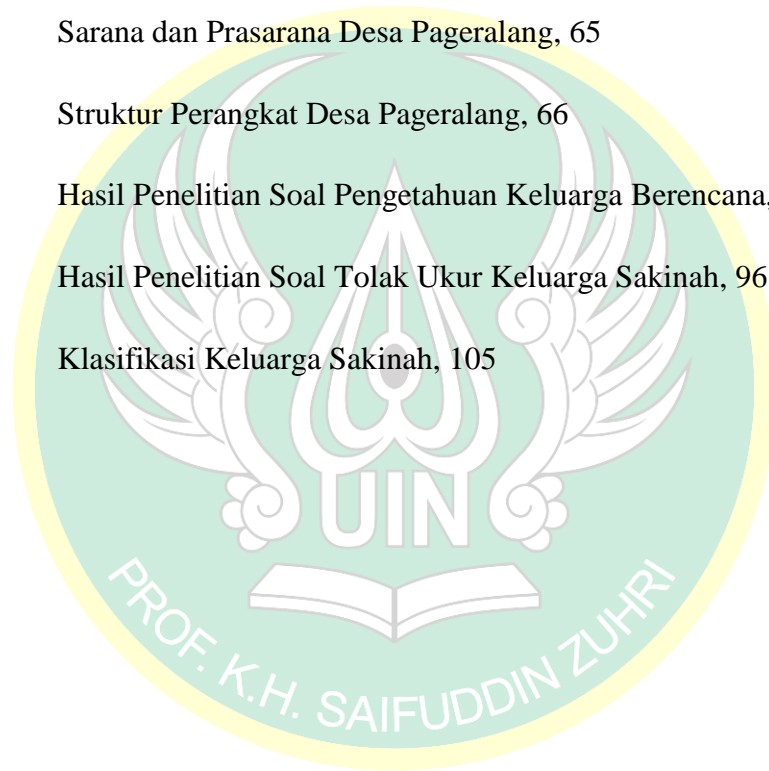 Sarana dan Prasarana Desa Pageralang, 65
Struktur Perangkat Desa Pageralang, 66
Hasil Penelitian Soal Pengetahuan Keluarga Berencana,
Hasil Penelitian Soal Tolak Ukur Keluarga Sakinah, 96
Klasifikasi Keluarga Sakinah, 105
UIN
PROF. K.H. SAIFUDDIN ZUHRI